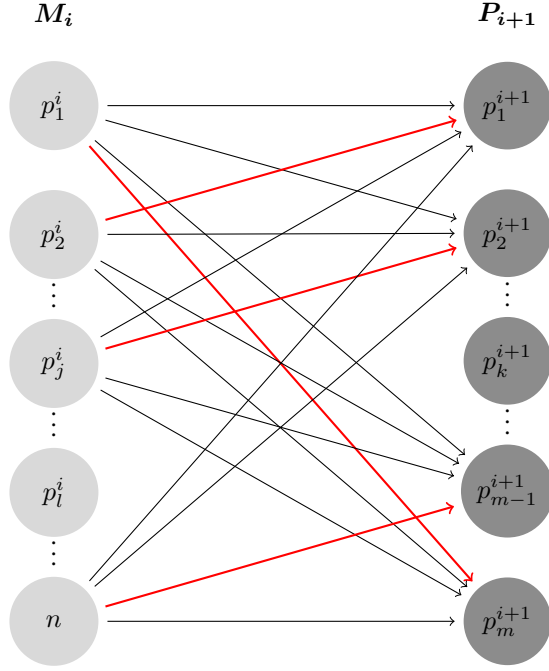 M_i P_{i+1}
p_1^i p_1^{i+1}
p_2^i p_2^{i+1}
⋮ ⋮
p_j^i p_k^{i+1}
⋮ ⋮
p_l^i p_{m-1}^{i+1}
⋮
n p_m^{i+1}